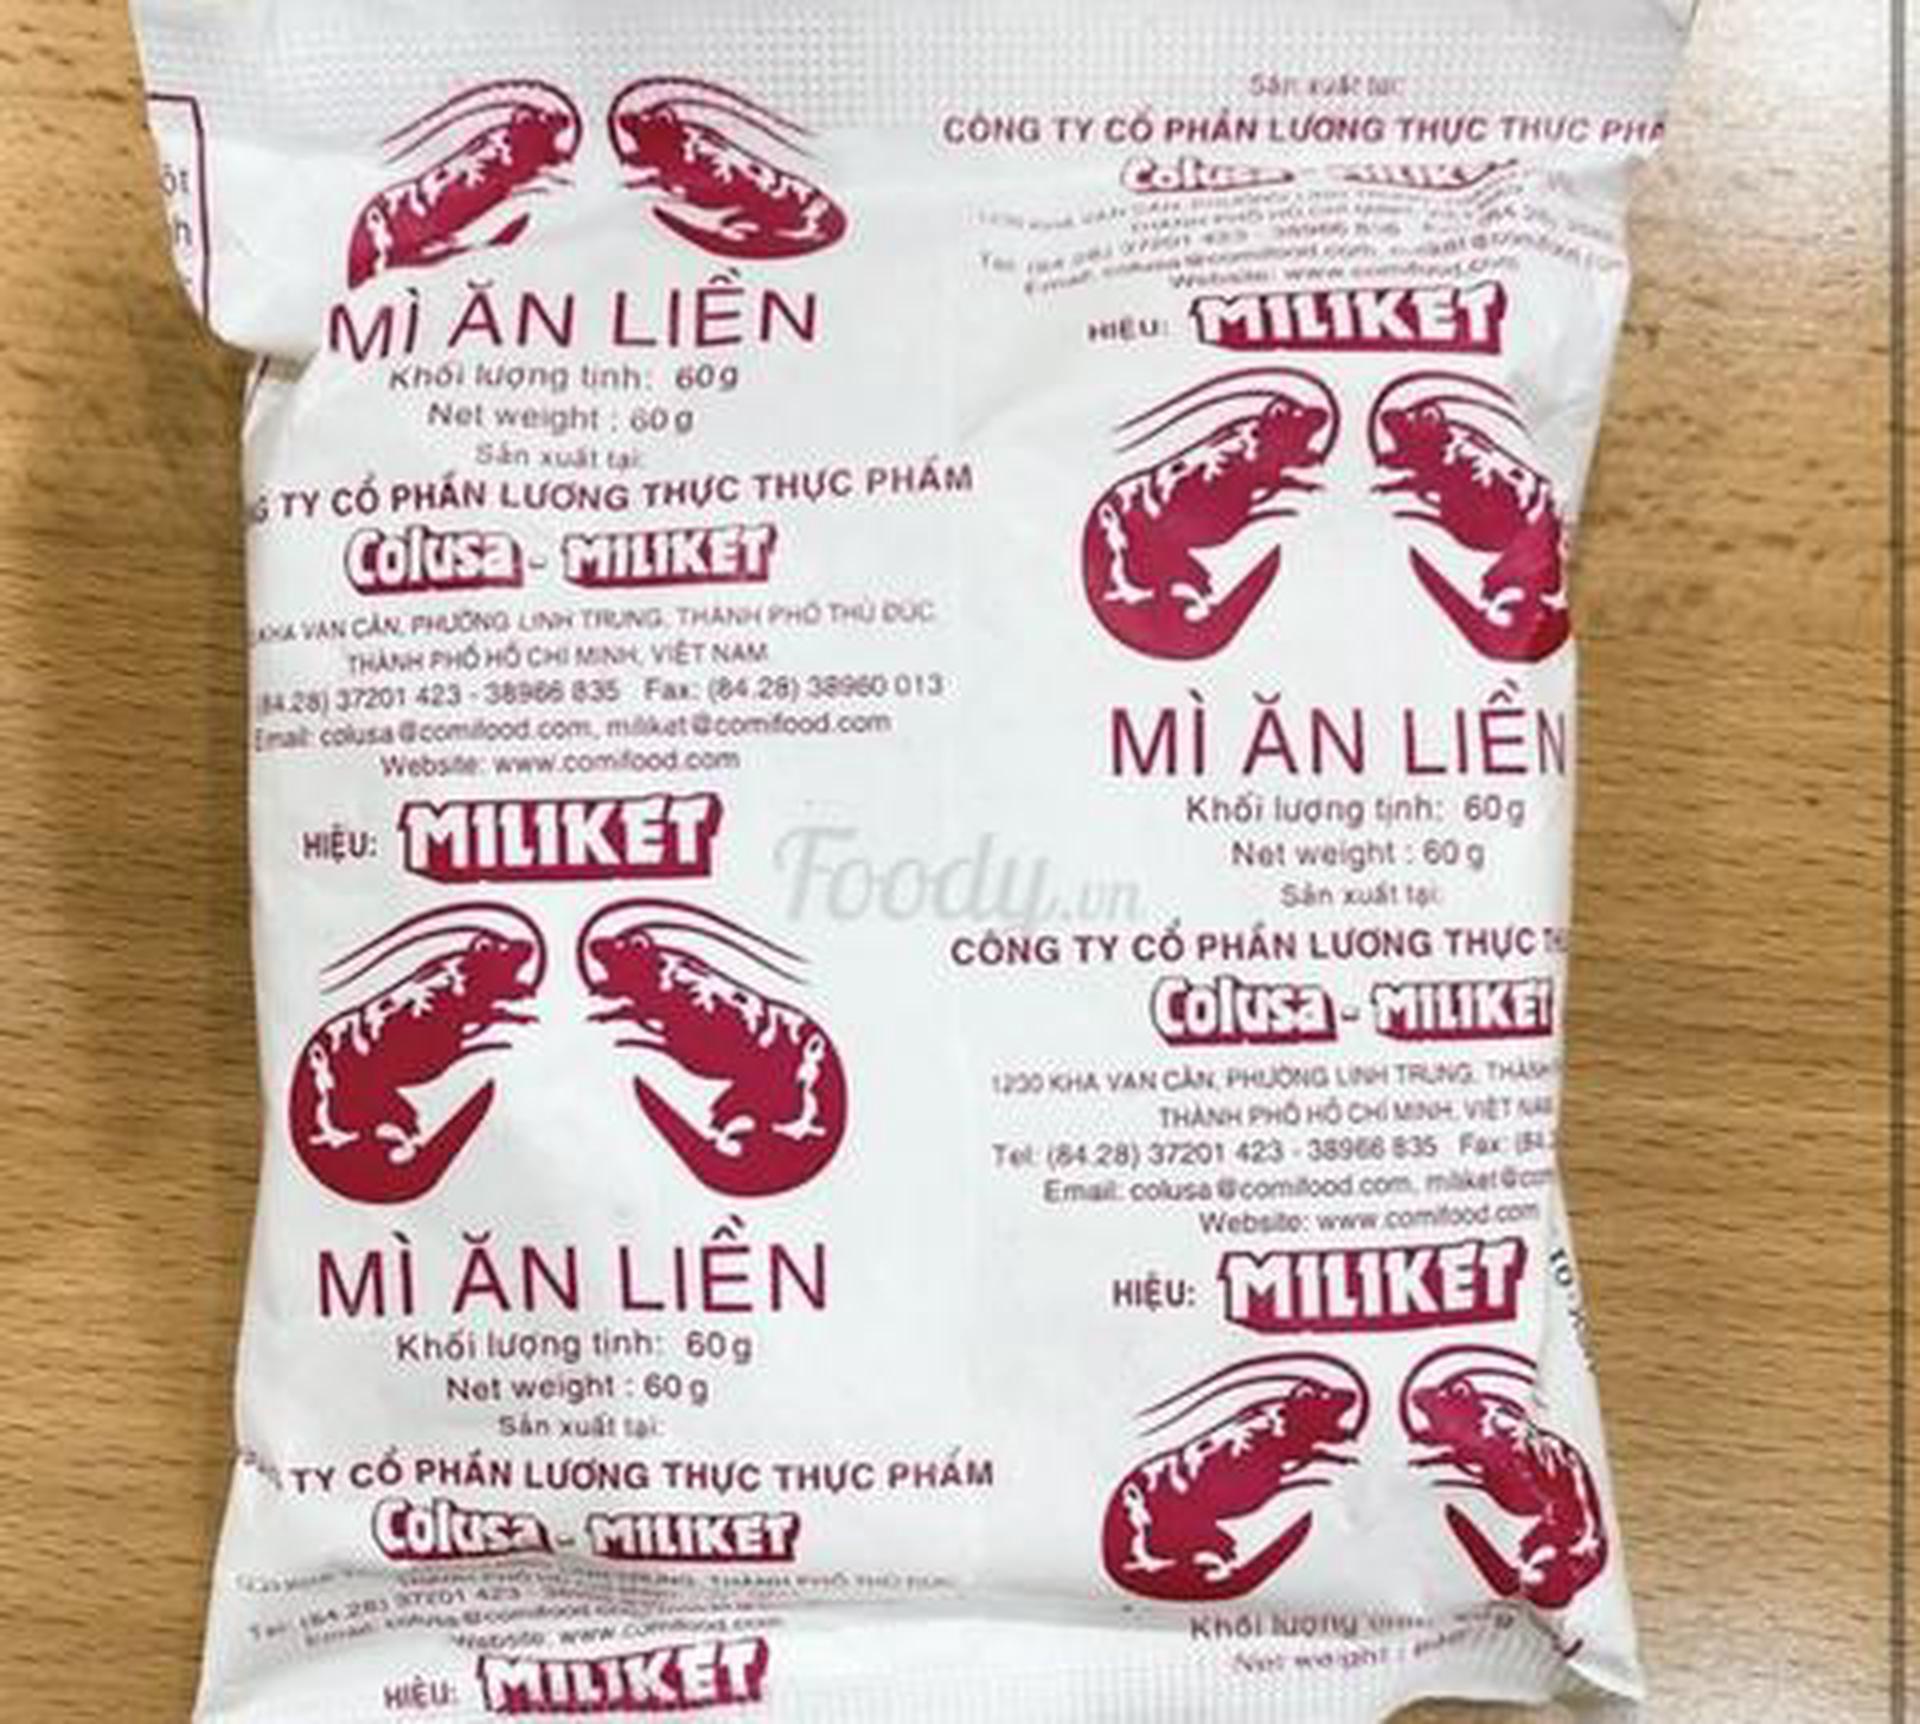 MÌ ĂN LIỀN
Khối lượng tịnh: 60g
Net weight : 60g
Sản xuất tại:
TY CỔ PHẦN LƯƠNG THỰC THỰC PHẨM
Colusa - MILIKET
KHA VẠN CÂN, PHƯỜNG LINH TRUNG, THÀNH PHỐ THỦ ĐỨC,
THÀNH PHỐ HỒ CHÍ MINH, VIỆT NAM
(84.28) 37201 423 - 38966 835 Fax: (84.28) 38960 013
Email: colusa@comifood.com, miliket@comifood.com
Website: www.comifood.com
HIỆU: MILIKET
MÌ ĂN LIỀN
Khối lượng tịnh: 60g
Net weight : 60g
Sản xuất tại:
TY CỔ PHẦN LƯƠNG THỰC THỰC PHẨM
Colusa - MILIKET
Website: www.comifood.com
HIỆU: MILIKET
Sản xuất tại:
CÔNG TY CỔ PHẦN LƯƠNG THỰC THỰC
Colusa - MILIKET
Website: www.comifood.com
HIỆU: MILIKET
MÌ ĂN LIỀN
Khối lượng tịnh: 60g
Net weight : 60g
Sản xuất tại:
CÔNG TY CỔ PHẦN LƯƠNG THỰC
Colusa - MILIKET
1230 KHA VẠN CÂN, PHƯỜNG LINH TRUNG, THÀNH
THÀNH PHỐ HỒ CHÍ MINH, VIỆT NAM
Tel: (84.28) 37201 423 - 38966 835 Fax: (84.
Email: colusa@comifood.com, miliket@com
Website: www.comifood.com
HIỆU: MILIKET
Khối lượng
Net weight :
Foody.vn